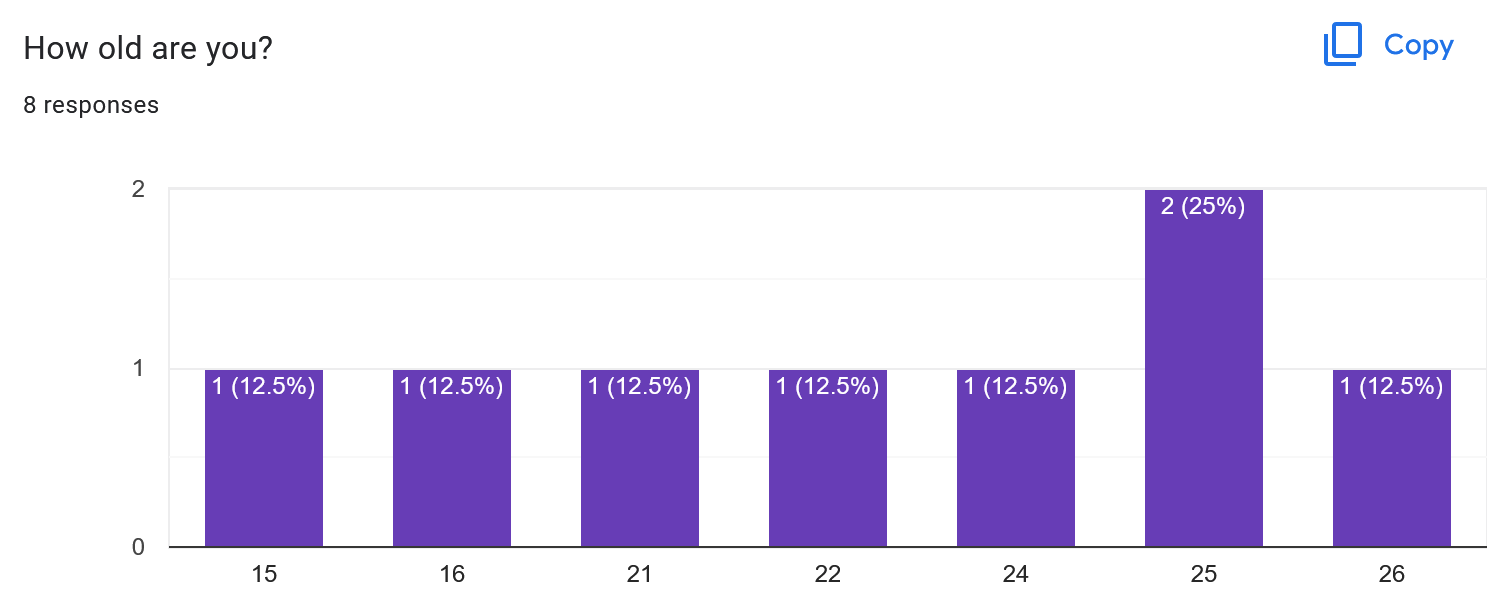 How old are you?
Copy
8 responses
2
2 (25%)
1
1 (12.5%) 1 (12.5%) 1 (12.5%) 1 (12.5%) 1 (12.5%) 1 (12.5%)
0
15 16 21 22 24 25 26